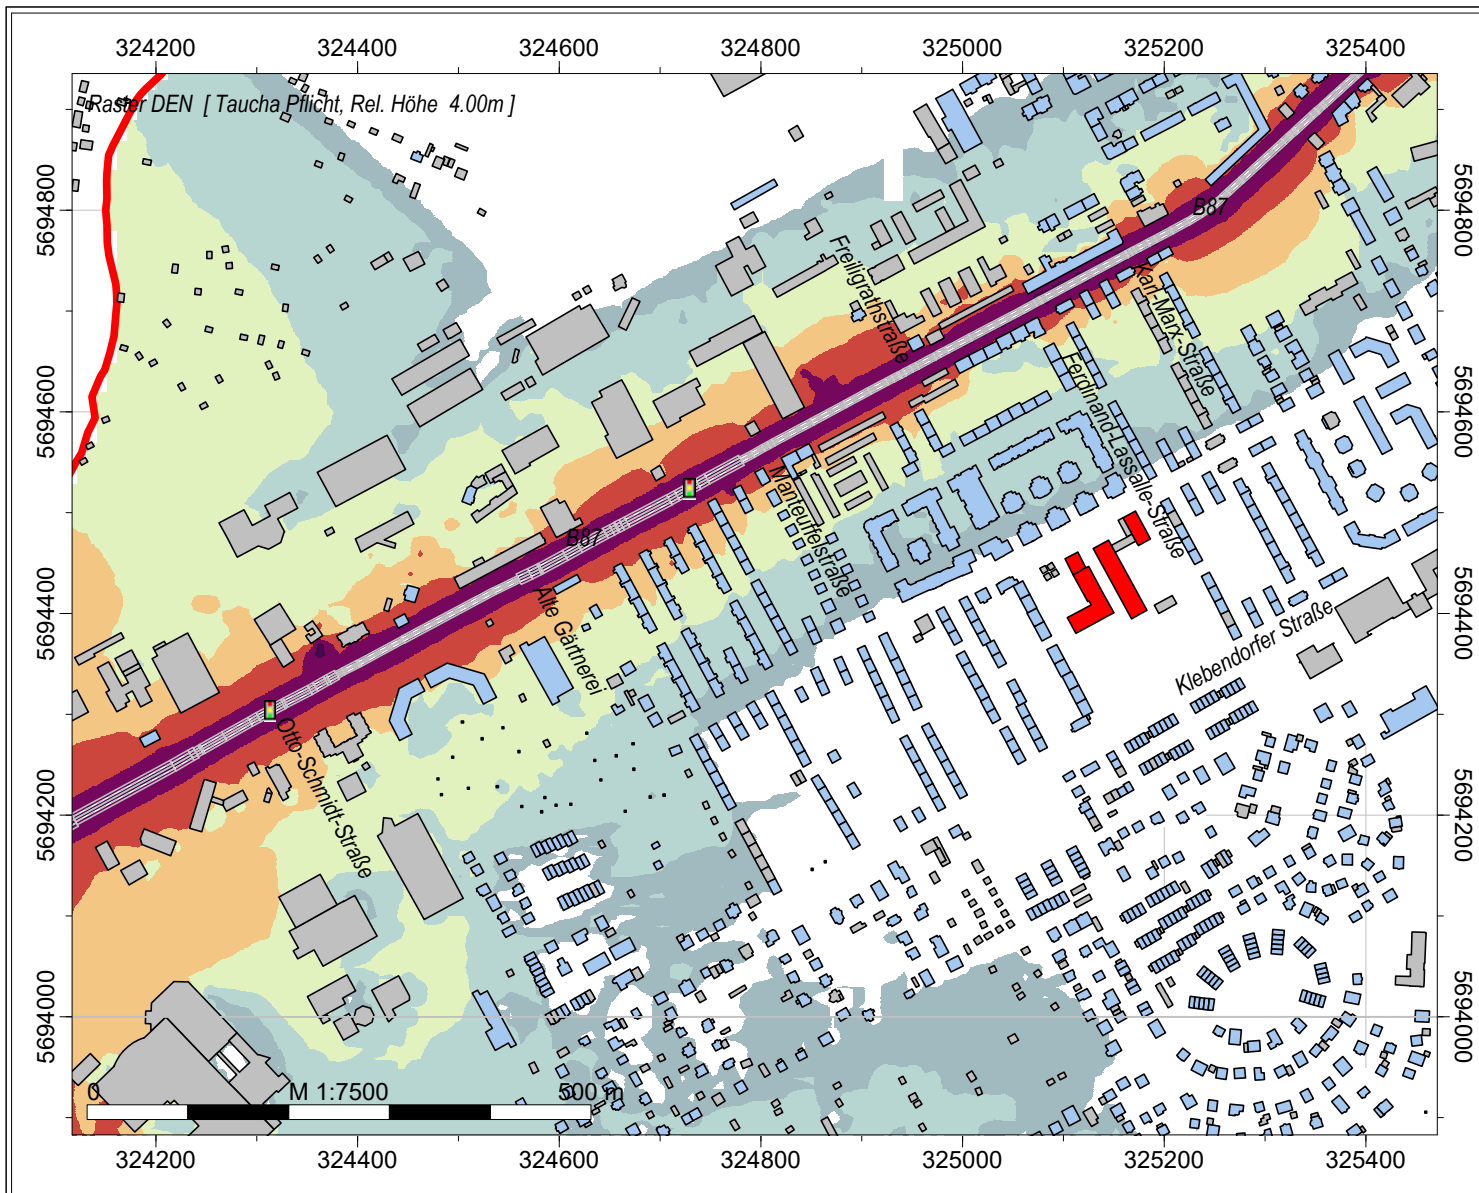 324200 324400 324600 324800 325000 325200 325400
Raster DEN [ Taucha Pflicht, Rel. Höhe 4.00m ]
5694800
5694800
B87
Freiligrathstraße
Karl-Marx-Straße
5694600
5694600
Ferdinand-Lassalle-Straße
Manteuffelstraße
B87
5694400
5694400
Alte Gärtnerei
Klebendorfer Straße
Otto-Schmidt-Straße
5694200
5694200
5694000
5694000
0 M 1:7500 500 m
324200 324400 324600 324800 325000 325200 325400